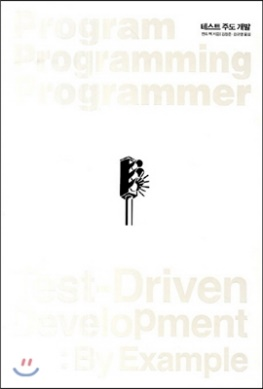 Program
Programming
Programmer
테스트 주도 개발
켄트 벡 지음 | 김창준 · 강규영 옮김
Test-Driven
Development
: By Example